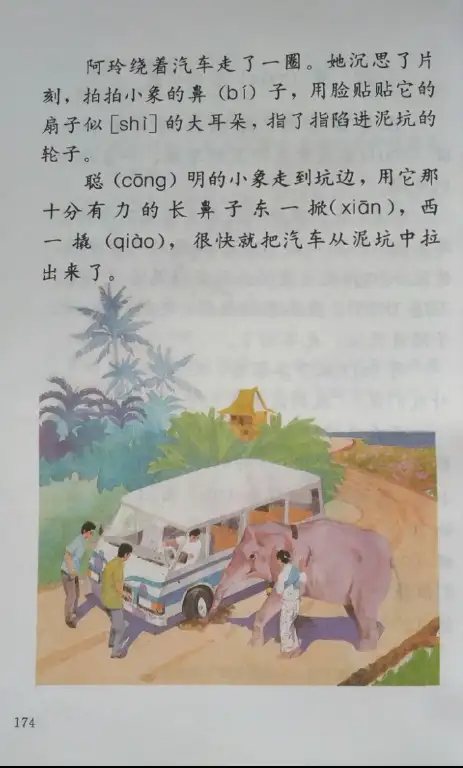 阿玲绕着汽车走了一圈。她沉思了片
刻，拍拍小象的鼻（bí）子，用脸贴贴它的
扇子似［shì］的大耳朵，指了指陷进泥坑的
轮子。
聪（cōng）明的小象走到坑边，用它那
十分有力的长鼻子东一掀（xiān），西
一撬（qiào），很快就把汽车从泥坑中拉
出来了。
174